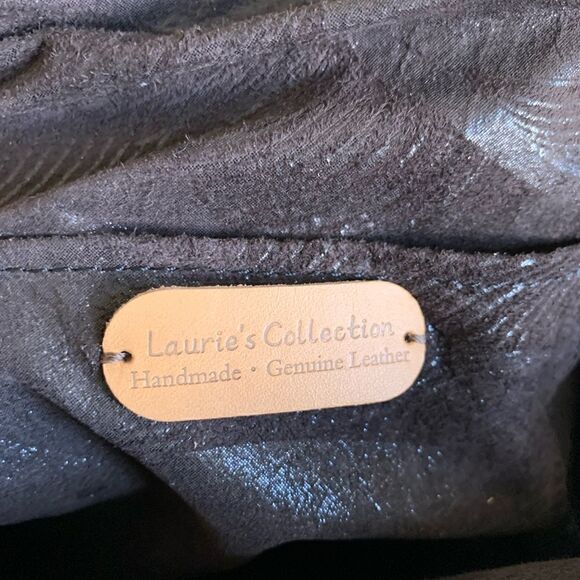 Laurie's Collection
Handmade • Genuine Leather